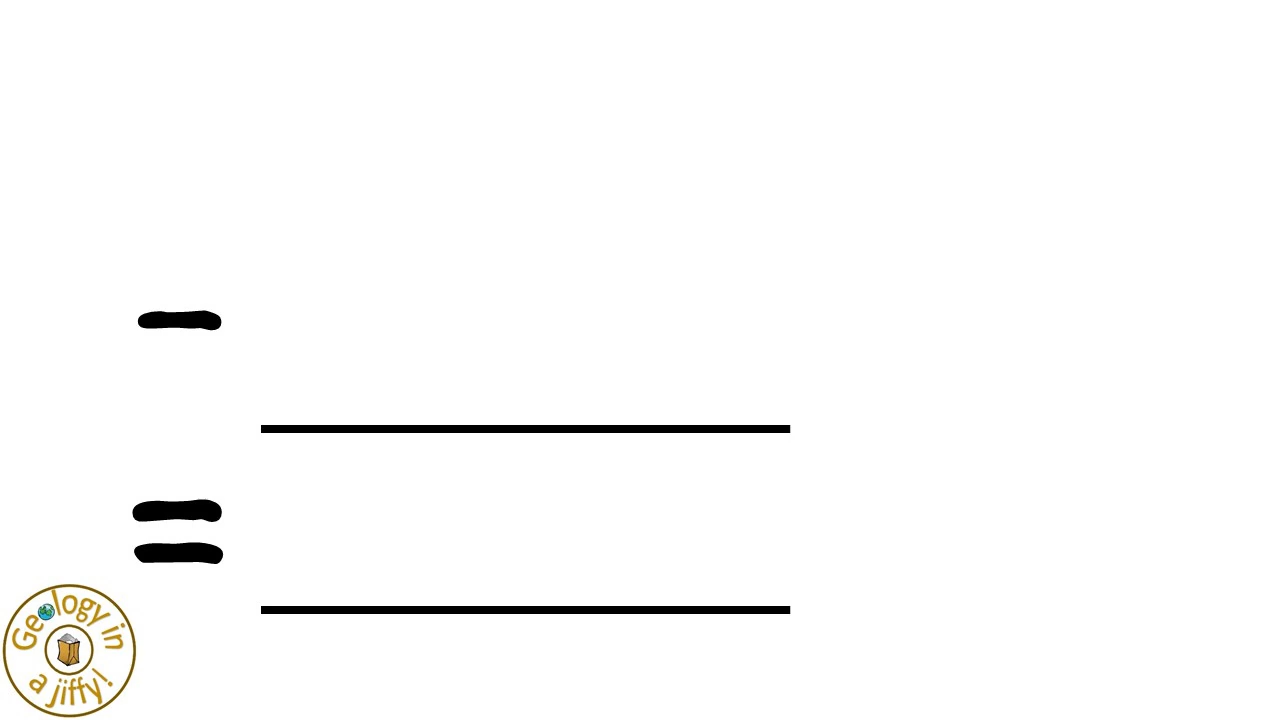 −
=
Geology in
a jiffy!